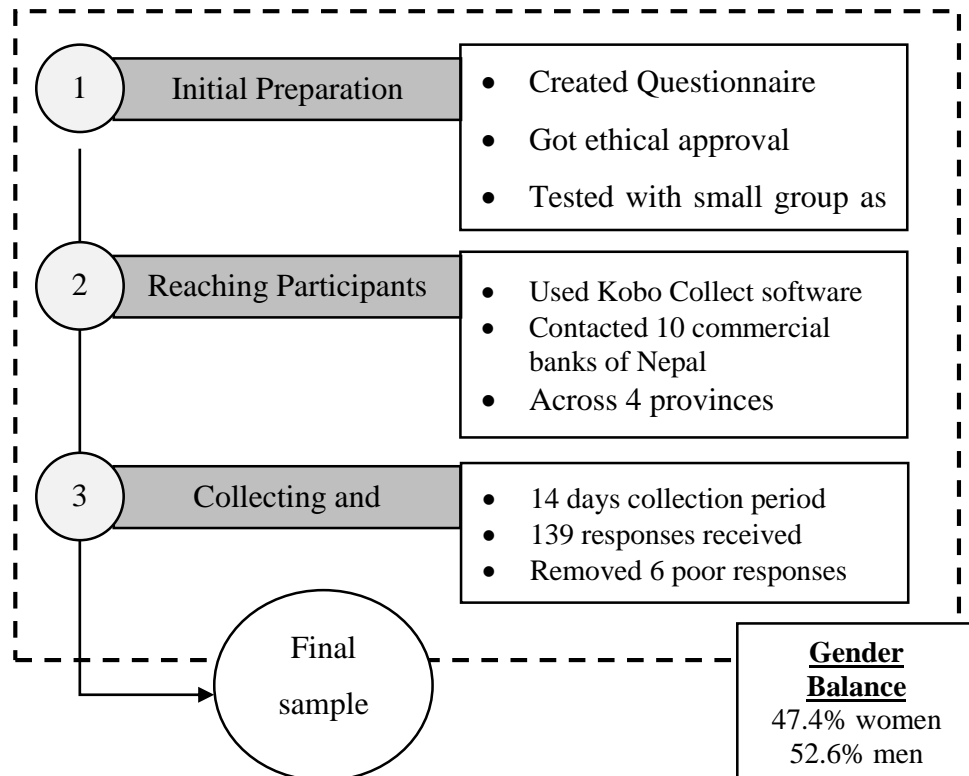 1
Initial Preparation
• Created Questionnaire
• Got ethical approval
• Tested with small group as
2
Reaching Participants
• Used Kobo Collect software
• Contacted 10 commercial
banks of Nepal
• Across 4 provinces
3
Collecting and
• 14 days collection period
• 139 responses received
• Removed 6 poor responses
Final
sample
Gender
Balance
47.4% women
52.6% men